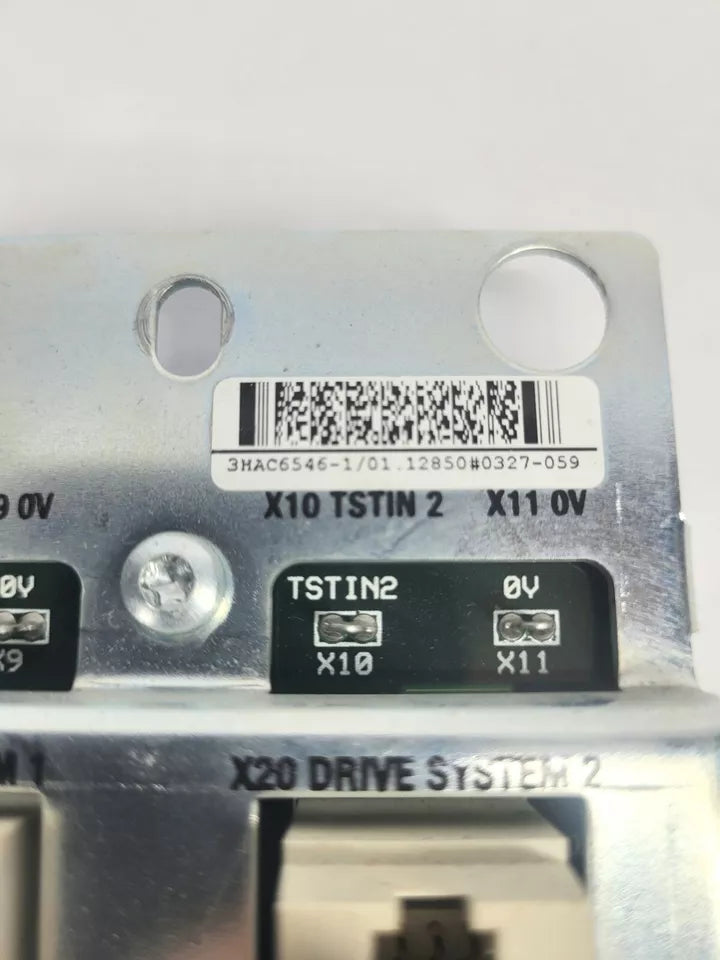 3HAC6546-1/01.12850#0327-059
9 0V X10 TSTIN 2 X11 0V
0V TSTIN2 0V
X9 X10 X11
M 1 X20 DRIVE SYSTEM 2